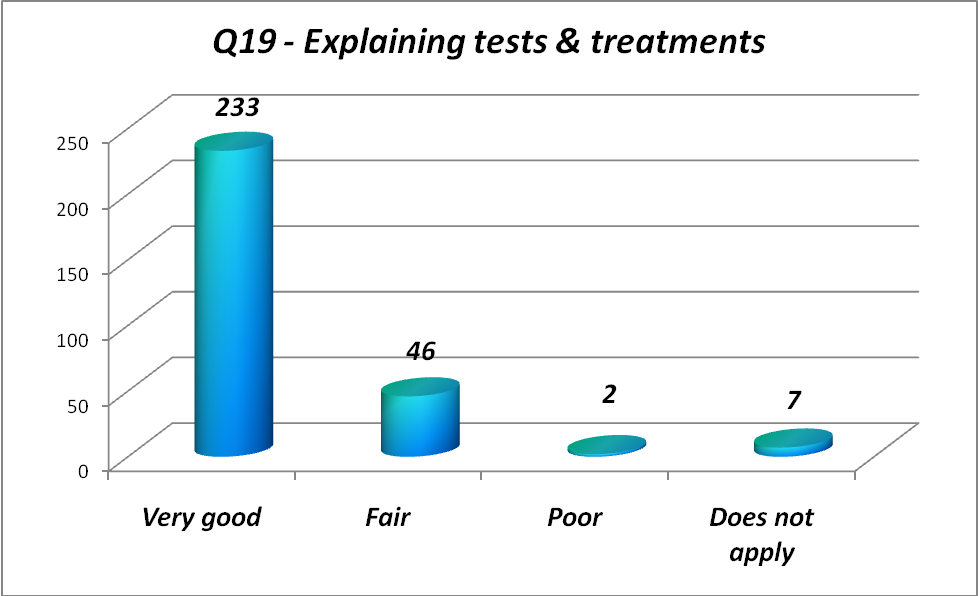 Q19 - Explaining tests & treatments
233
250
200
150
100
50
0
46
2
7
Very good
Fair
Poor
Does not
apply